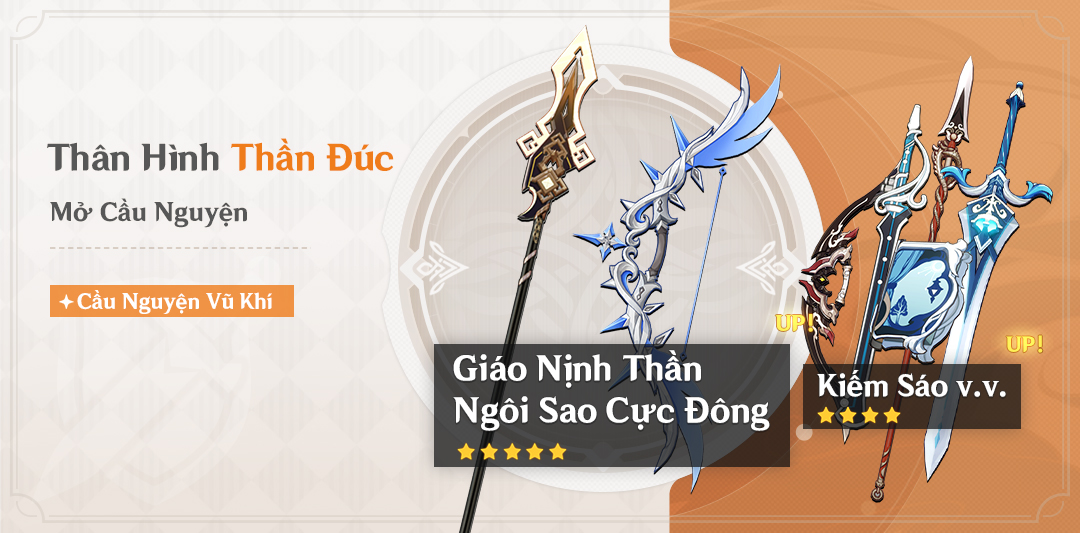 Thân Hình Thần Đúc
Mở Cầu Nguyện
Cầu Nguyện Vũ Khí
Giáo Nịnh Thần
Ngôi Sao Cực Đông
UP!
Kiếm Sáo v.v.
UP!